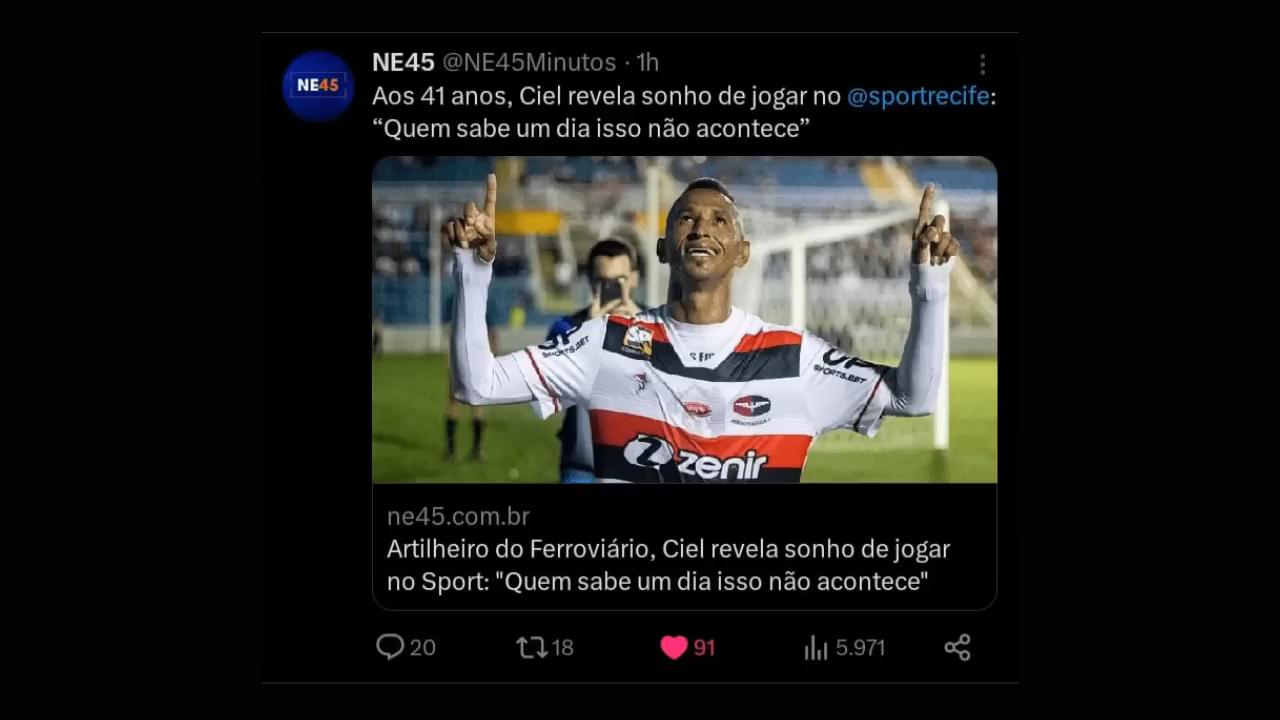 NE45 @NE45Minutos · 1h
NE45
Aos 41 anos, Ciel revela sonho de jogar no @sportrecife:
“Quem sabe um dia isso não acontece”
SPORTS.BET
SPORTS.BET
zenir
ne45.com.br
Artilheiro do Ferroviário, Ciel revela sonho de jogar
no Sport: "Quem sabe um dia isso não acontece"
20 18 91 5.971